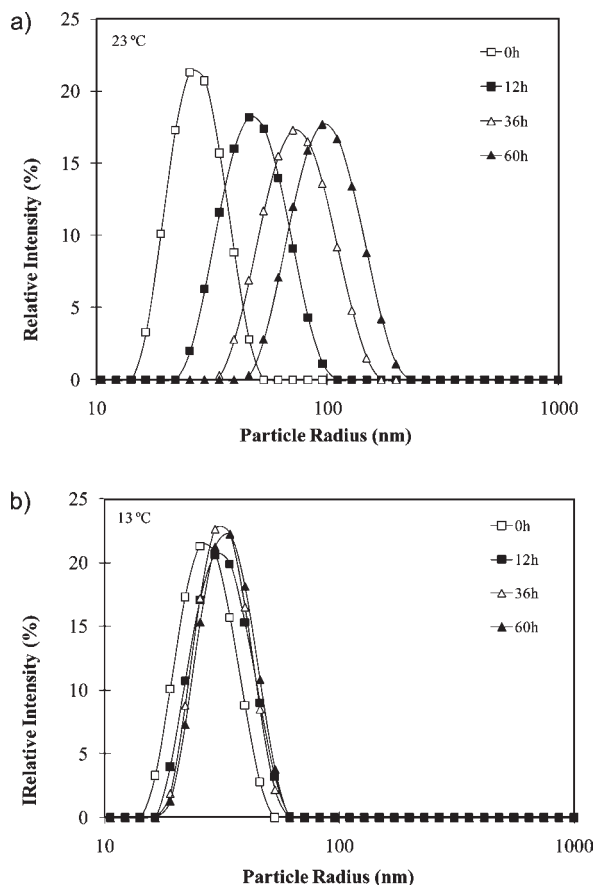 a)
23 ºC
0h
12h
36h
60h
Relative Intensity (%)
25
20
15
10
5
0
10
100
1000
Particle Radius (nm)
b)
13 ºC
0h
12h
36h
60h
IRelative Intensity (%)
25
20
15
10
5
0
10
100
1000
Particle Radius (nm)